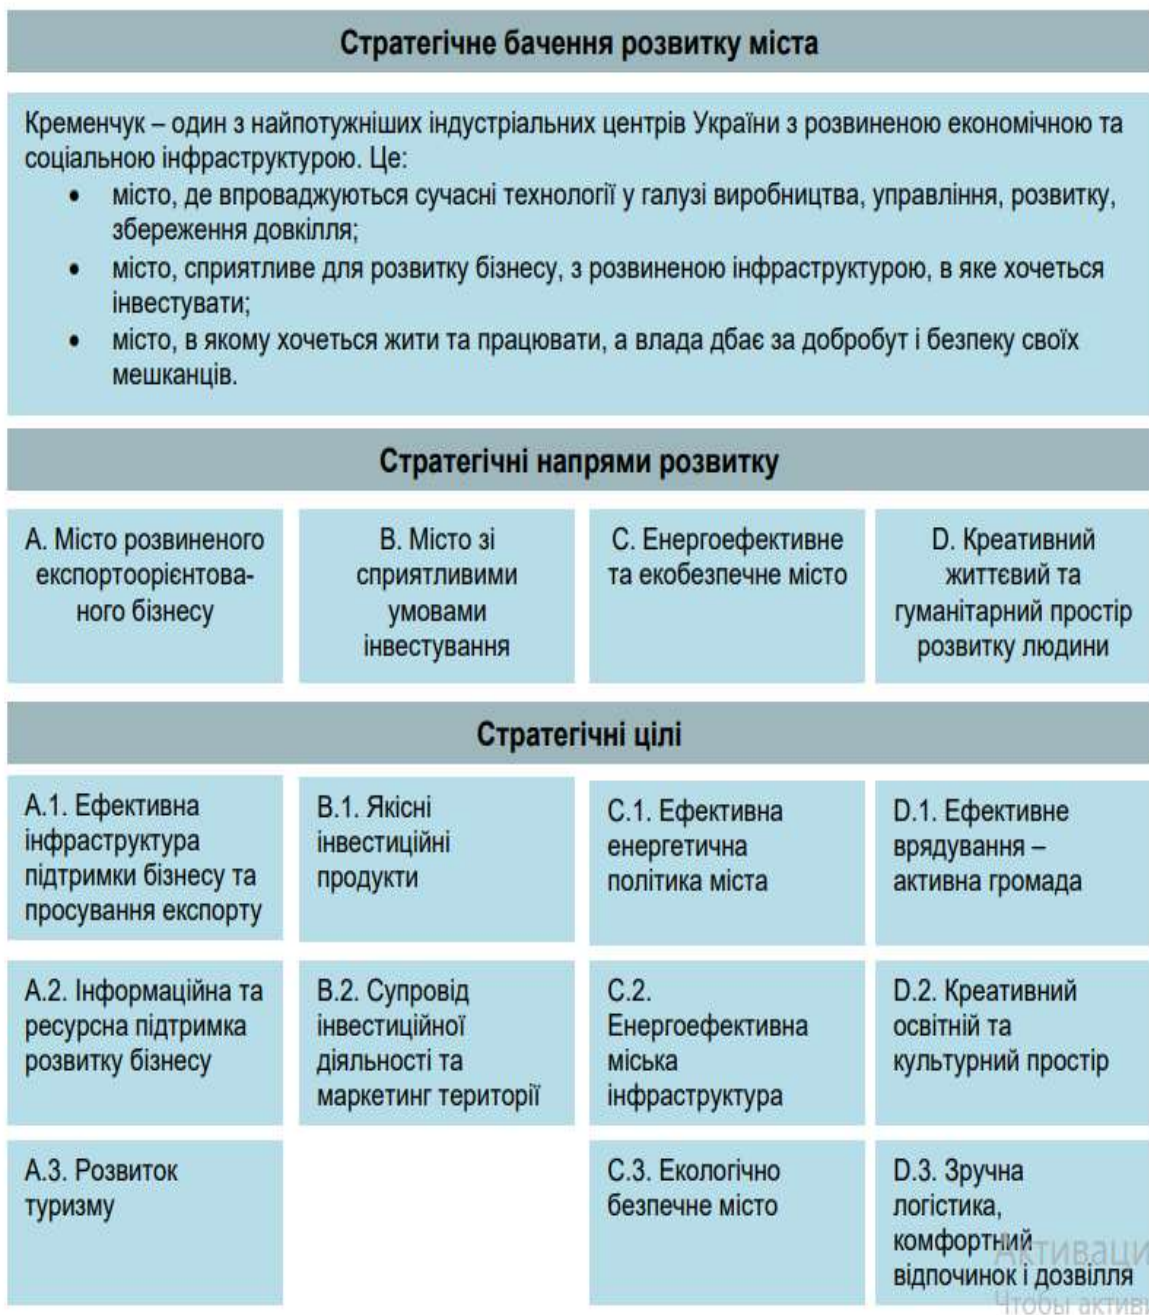 Стратегічне бачення розвитку міста
Кременчук – один з найпотужніших індустріальних центрів України з розвиненою економічною та
соціальною інфраструктурою. Це:
• місто, де впроваджуються сучасні технології у галузі виробництва, управління, розвитку,
збереження довкілля;
• місто, сприятливе для розвитку бізнесу, з розвиненою інфраструктурою, в яке хочеться
інвестувати;
• місто, в якому хочеться жити та працювати, а влада дбає за добробут і безпеку своїх
мешканців.
Стратегічні напрями розвитку
A. Місто розвиненого
експортоорієнтова-
ного бізнесу
B. Місто зі
сприятливими
умовами
інвестування
C. Енергоефективне
та екобезпечне місто
D. Креативний
життєвий та
гуманітарний простір
розвитку людини
Стратегічні цілі
A.1. Ефективна
інфраструктура
підтримки бізнесу та
просування експорту
B.1. Якісні
інвестиційні
продукти
C.1. Ефективна
енергетична
політика міста
D.1. Ефективне
врядування –
активна громада
A.2. Інформаційна та
ресурсна підтримка
розвитку бізнесу
B.2. Супровід
інвестиційної
діяльності та
маркетинг території
C.2.
Енергоефективна
міська
інфраструктура
D.2. Креативний
освітній та
культурний простір
A.3. Розвиток
туризму
C.3. Екологічно
безпечне місто
D.3. Зручна
логістика,
комфортний
відпочинок і дозвілля
Чтобы